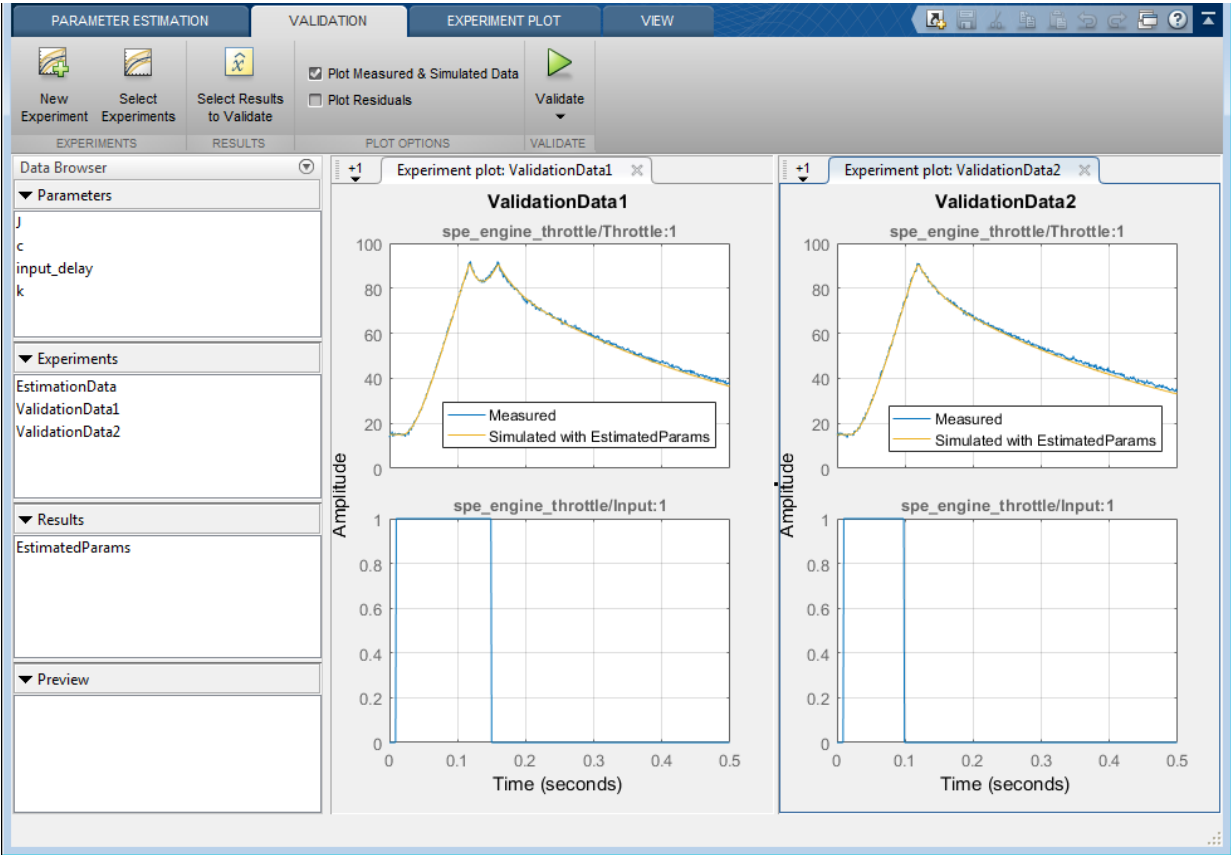 PARAMETER ESTIMATION VALIDATION EXPERIMENT PLOT VIEW
New Experiment
Select Experiments
Select Results to Validate
Plot Measured & Simulated Data
Plot Residuals
Validate
EXPERIMENTS RESULTS PLOT OPTIONS VALIDATE
Data Browser
Parameters
J
c
input_delay
k
Experiments
EstimationData
ValidationData1
ValidationData2
Results
EstimatedParams
Preview
+1 Experiment plot: ValidationData1
ValidationData1
spe_engine_throttle/Throttle:1
100
80
60
40
20
0
Measured
Simulated with EstimatedParams
Amplitude
spe_engine_throttle/Input:1
1
0.8
0.6
0.4
0.2
0
0 0.1 0.2 0.3 0.4 0.5
Time (seconds)
+1 Experiment plot: ValidationData2
ValidationData2
spe_engine_throttle/Throttle:1
100
80
60
40
20
0
Measured
Simulated with EstimatedParams
Amplitude
spe_engine_throttle/Input:1
1
0.8
0.6
0.4
0.2
0
0 0.1 0.2 0.3 0.4 0.5
Time (seconds)